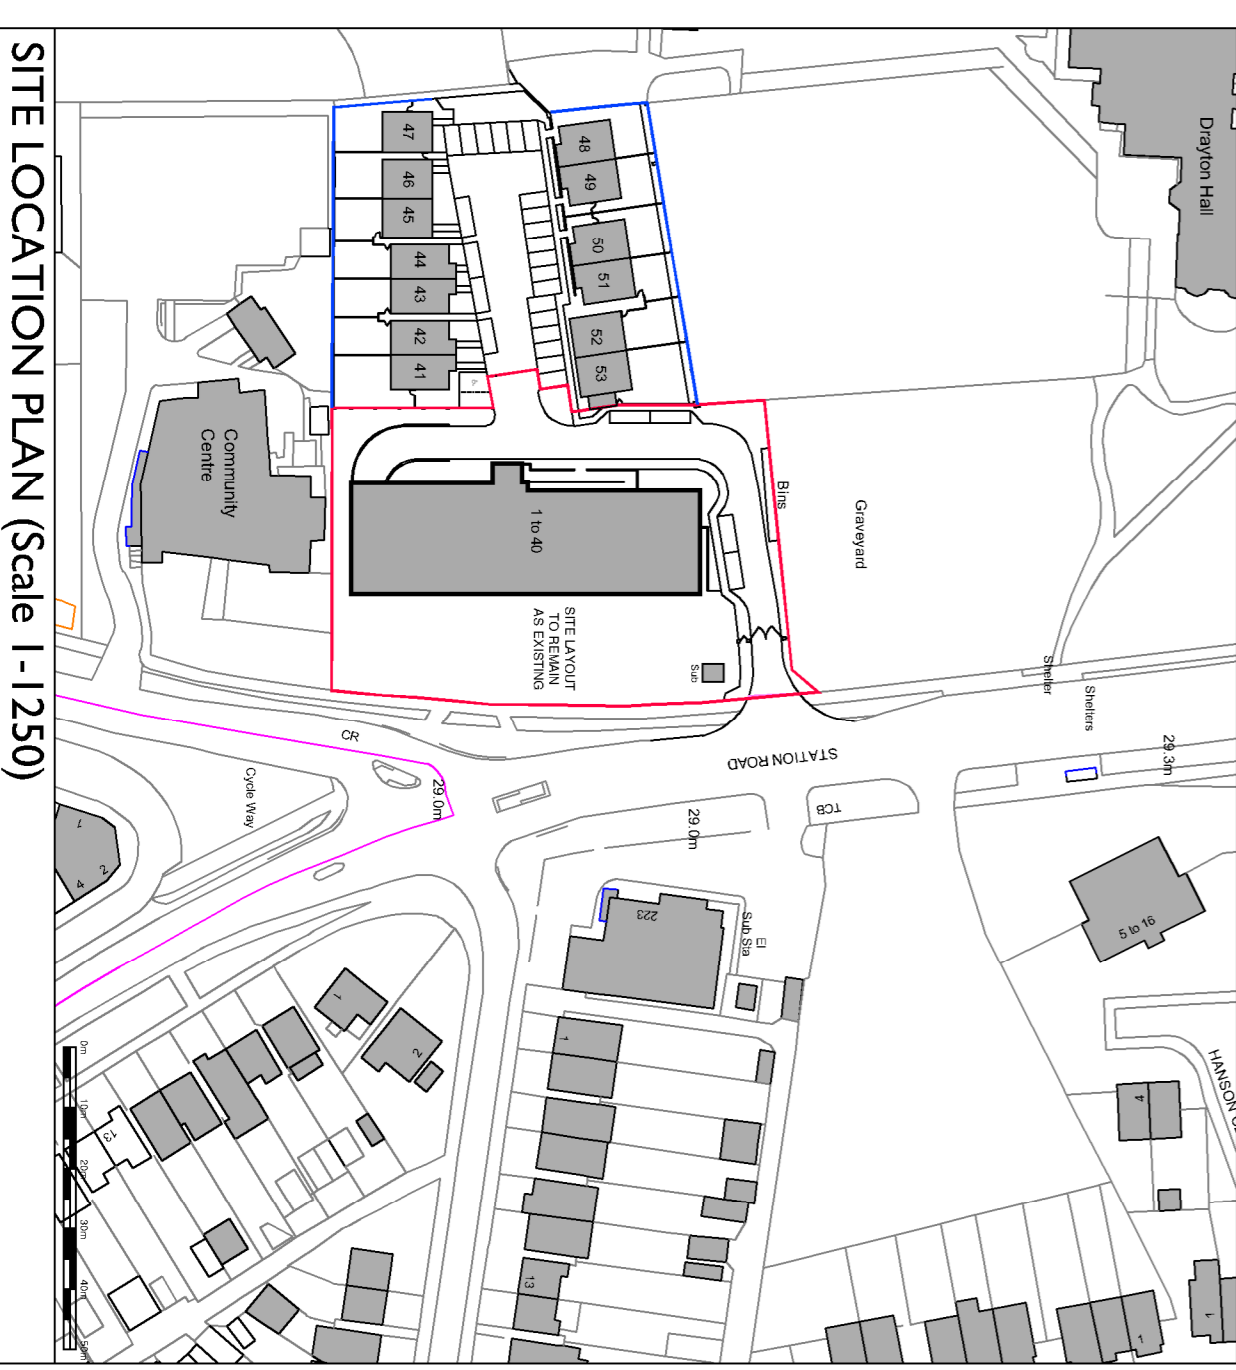 SITE LOCATION PLAN (Scale 1-1250)
Drayton Hall
47
46
45
44
43
42
41
48
49
50
51
52
53
Community
Centre
1 to 40
Bins
Graveyard
SITE LAYOUT
TO REMAIN
AS EXISTING
Sub
Shelter
Shelters
29.3m
STATION ROAD
CR
Cycle Way
29.0m
29.0m
TCB
223
El
Sub Sta
5 to 16
HANSON
4
1
2
4
1
2
1
13
13
1
1
0m
10m
20m
30m
40m
50m